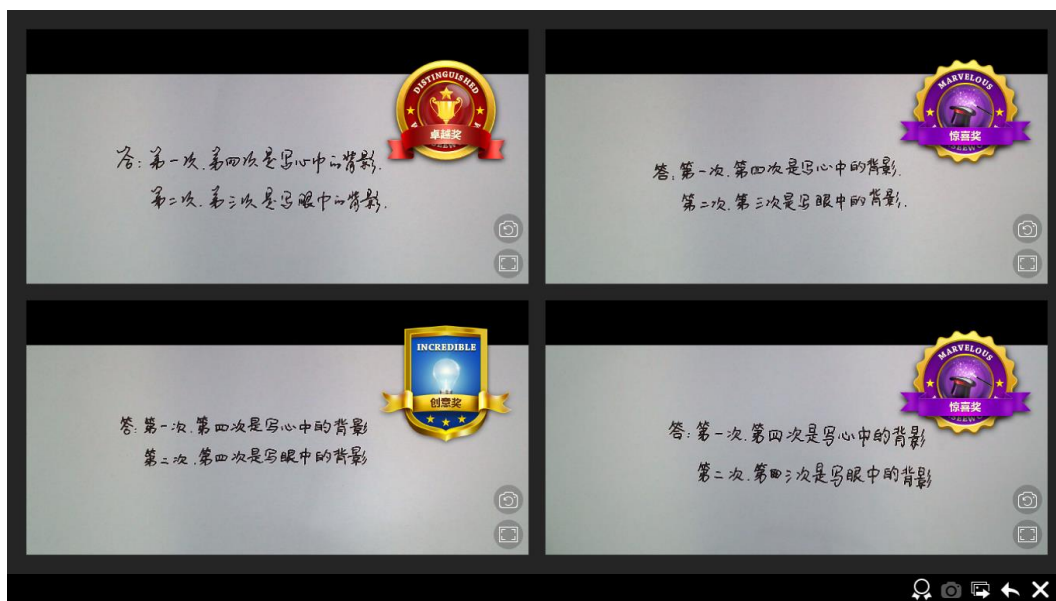 DISTINGUISHED
卓越奖
答:第一次.第四次是写心中的背影.
第二次.第三次是写眼中的背影.
MARVELOUS
惊喜奖
SEEWO
答:第一次.第四次是写心中的背影.
第二次.第三次是写眼中的背影.
INCREDIBLE
创意奖
答:第一次.第四次是写心中的背影
第二次.第四次是写眼中的背影
MARVELOUS
惊喜奖
答:第一次.第四次是写心中的背影
第二次.第三次是写眼中的背影